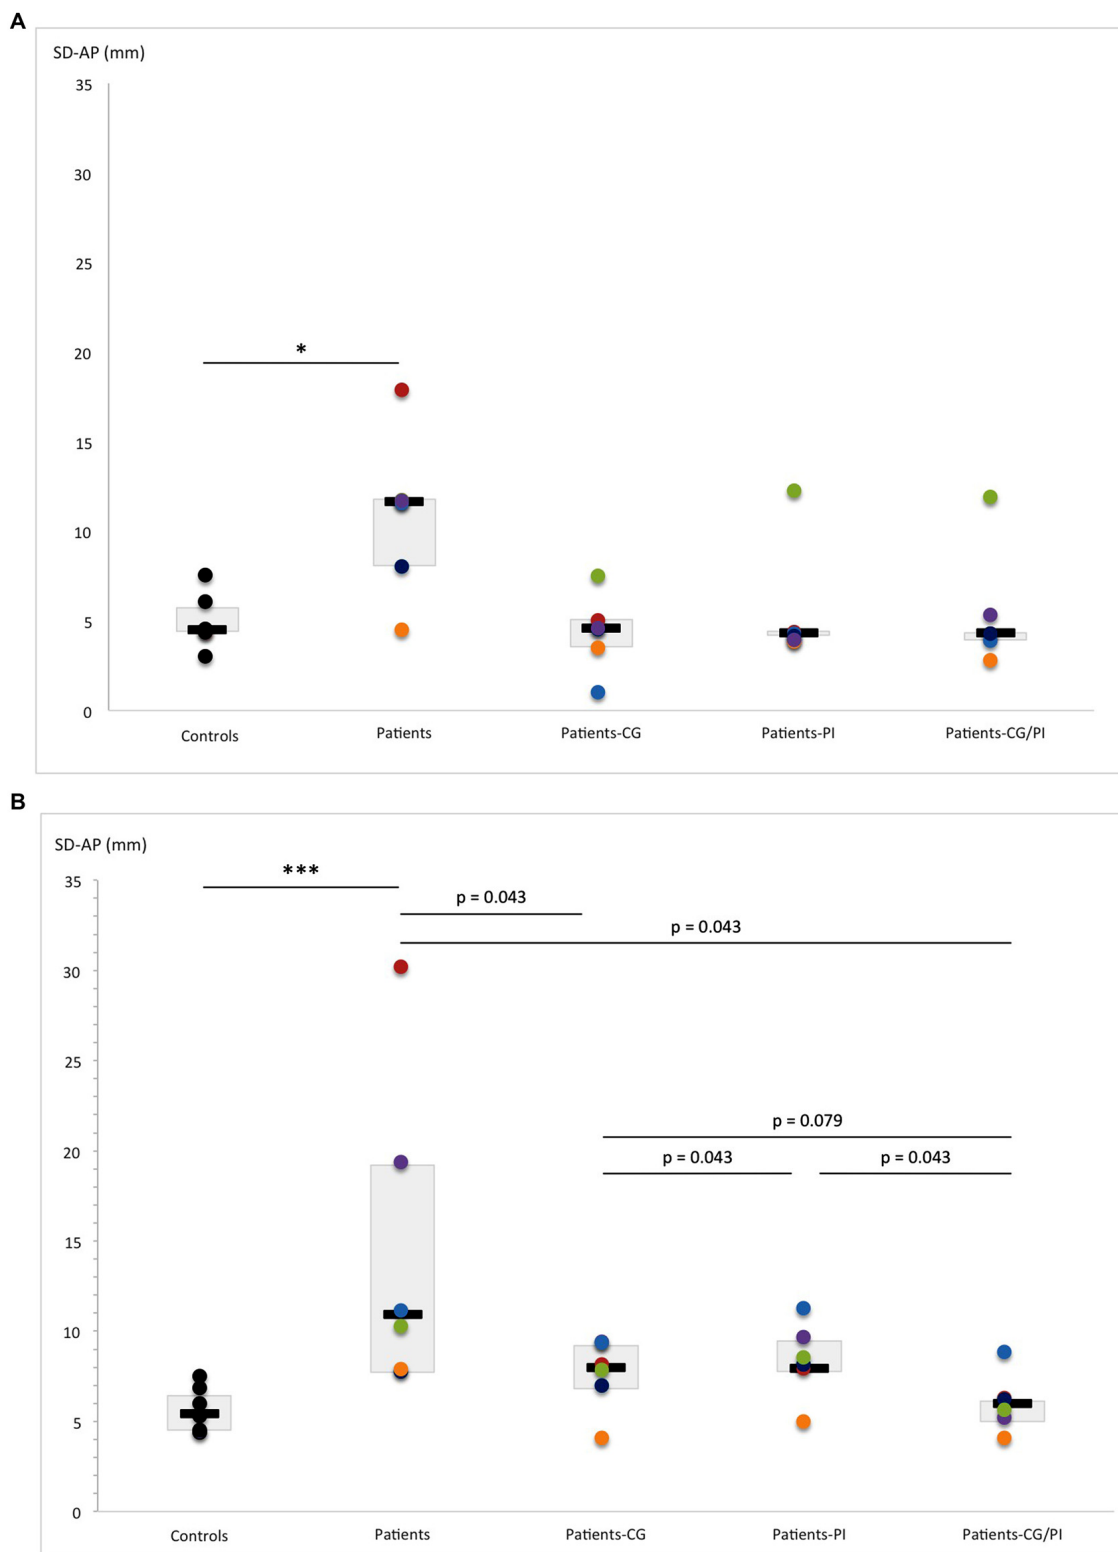 A
SD-AP (mm)
35
30
25
20
15
10
5
0
*
Controls
Patients
Patients-CG
Patients-PI
Patients-CG/PI
B
SD-AP (mm)
35
30
25
20
15
10
5
0
***
p = 0.043
p = 0.043
p = 0.079
p = 0.043
p = 0.043
Controls
Patients
Patients-CG
Patients-PI
Patients-CG/PI